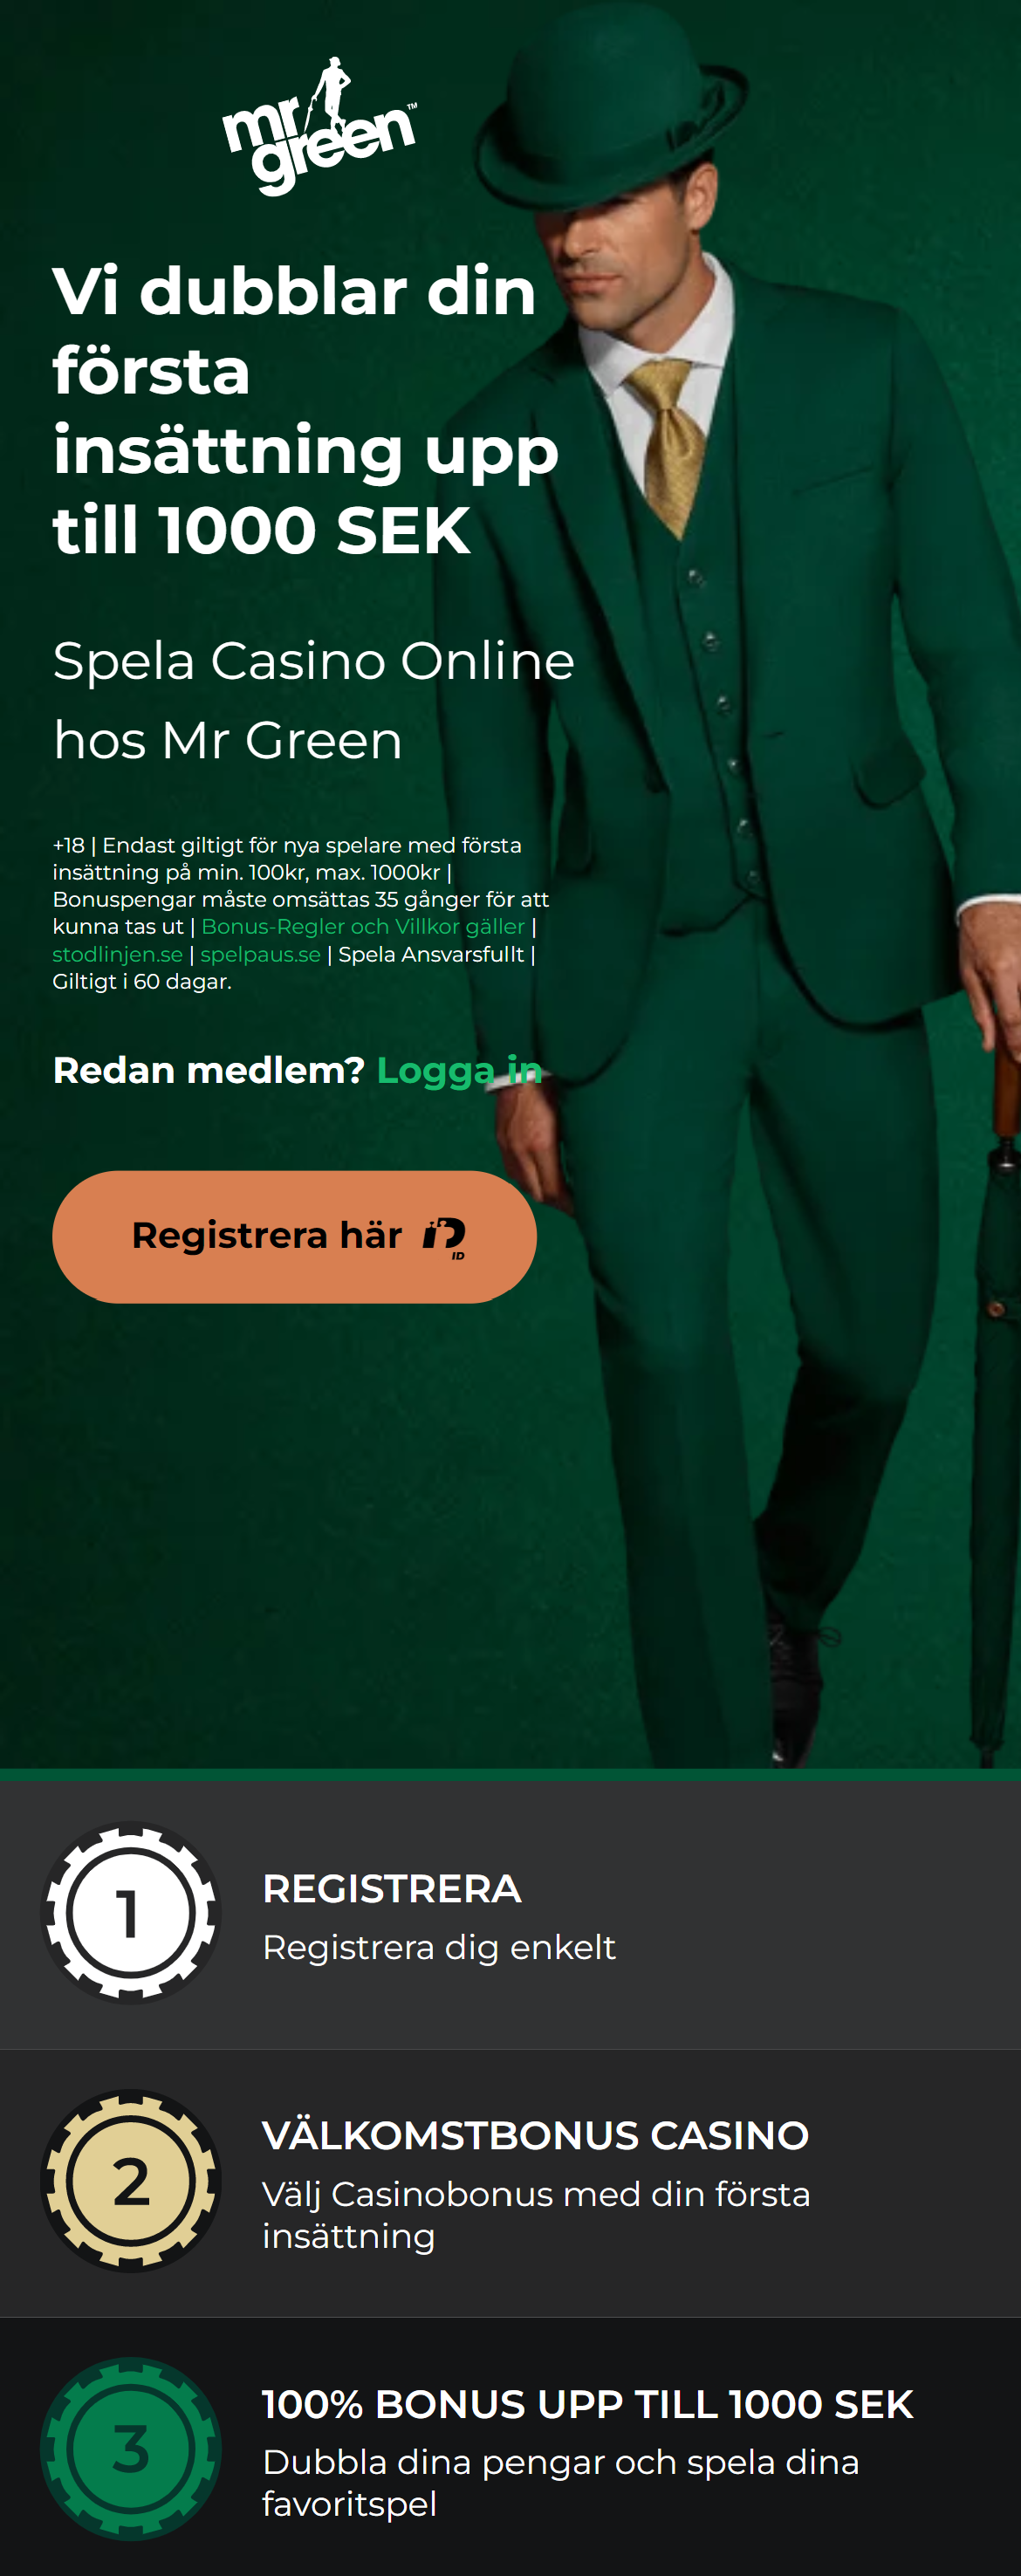 mr
green™
Vi dubblar din
första
insättning upp
till 1000 SEK
Spela Casino Online
hos Mr Green
+18 | Endast giltigt för nya spelare med första
insättning på min. 100kr, max. 1000kr |
Bonuspengar måste omsättas 35 gånger för att
kunna tas ut | Bonus-Regler och Villkor gäller |
stodlinjen.se | spelpaus.se | Spela Ansvarsfullt |
Giltigt i 60 dagar.
Redan medlem? Logga in
Registrera här iD
ID
1
REGISTRERA
Registrera dig enkelt
2
VÄLKOMSTBONUS CASINO
Välj Casinobonus med din första
insättning
3
100% BONUS UPP TILL 1000 SEK
Dubbla dina pengar och spela dina
favoritspel